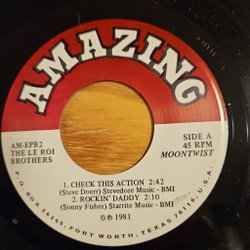 AMAZING
AM-EPB2
THE LE ROI
BROTHERS
SIDE A
45 RPM
MOONTWIST
1. CHECK THIS ACTION 2:42
(Steve Doerr) Stevedore Music - BMI
2. ROCKIN' DADDY 2:10
(Sonny Fisher) Starrite Music - BMI
©℗ 1981
P.O. BOX 26265, FORT WORTH, TEXAS 76116, U.S.A.